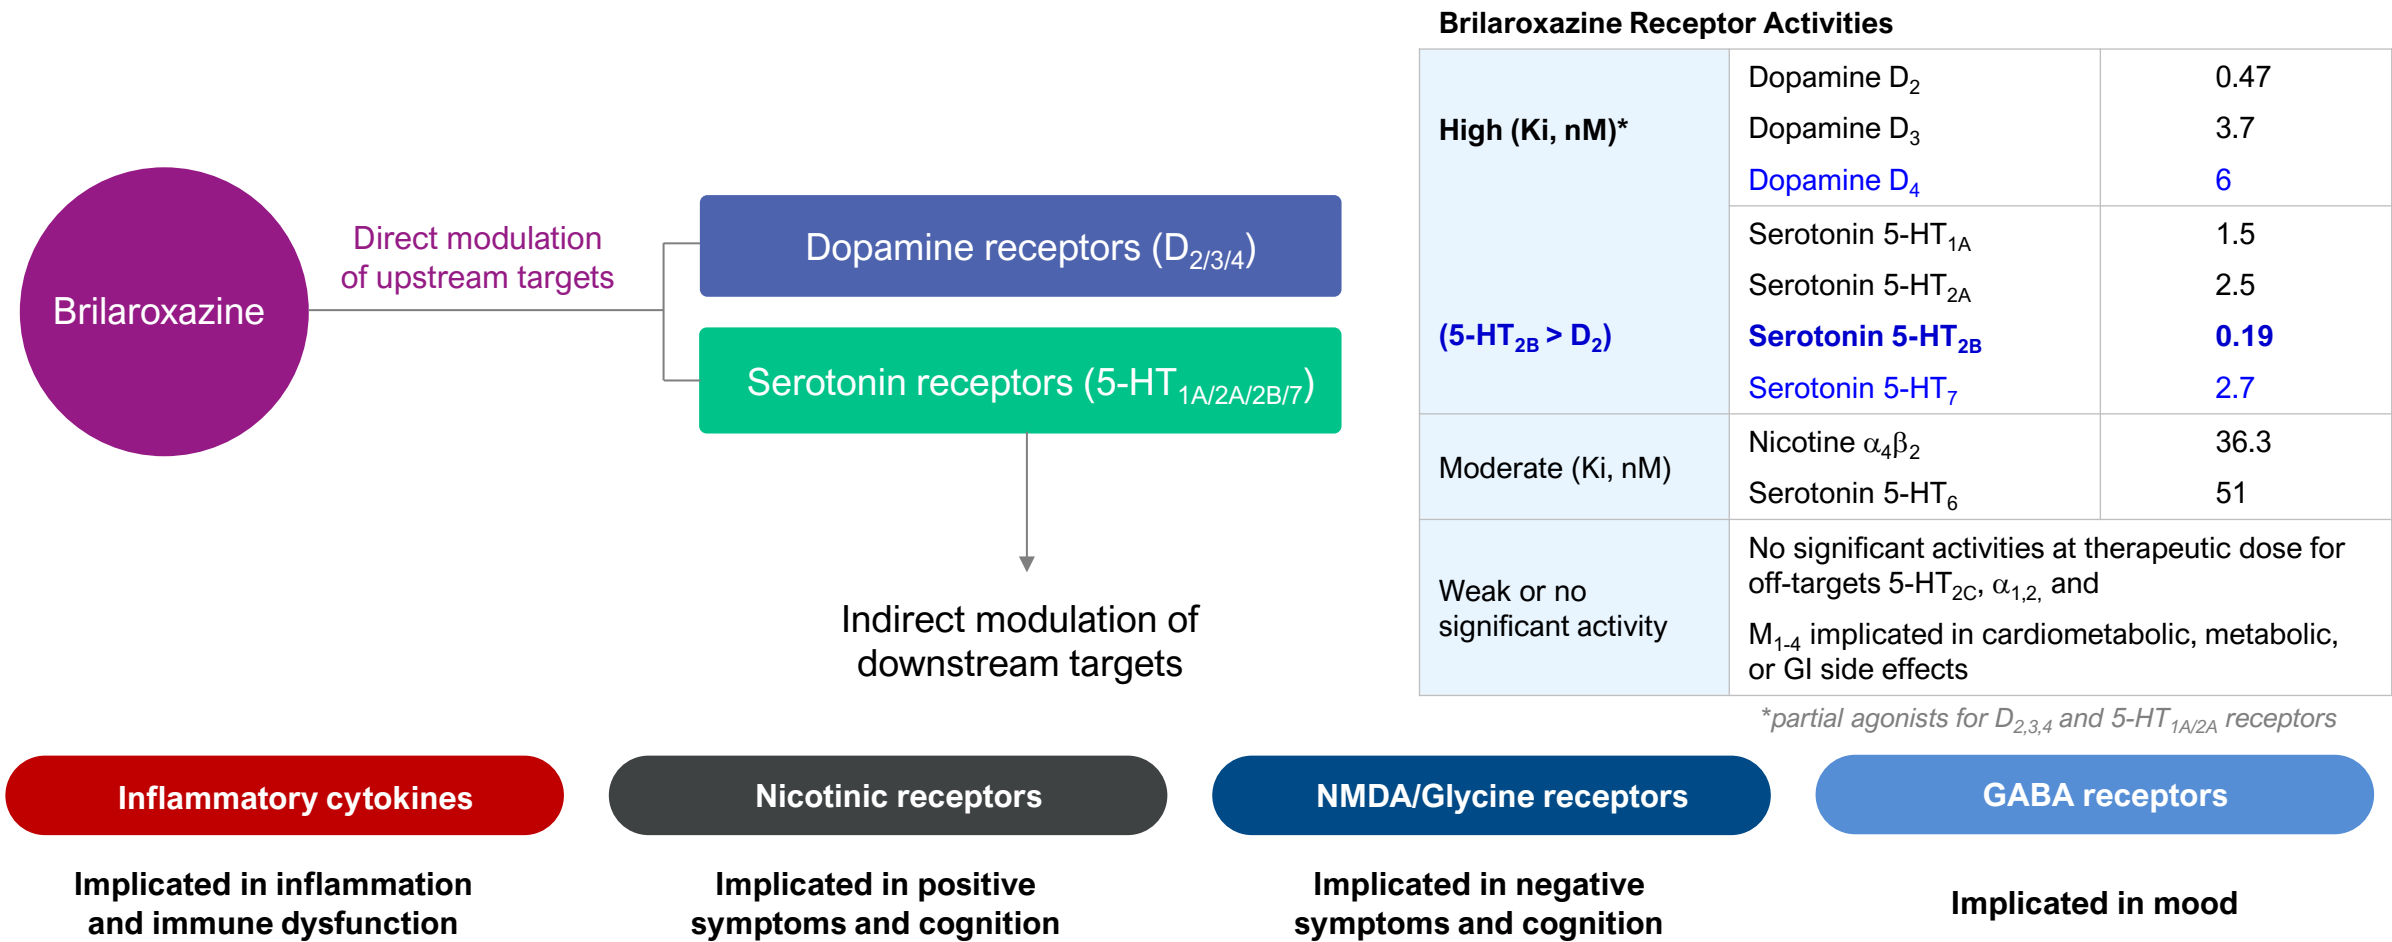 Brilaroxazine
Direct modulation
of upstream targets
Dopamine receptors (D2/3/4)
Serotonin receptors (5-HT1A/2A/2B/7)
Indirect modulation of
downstream targets
Brilaroxazine Receptor Activities
High (Ki, nM)*
Dopamine D2 0.47
Dopamine D3 3.7
Dopamine D4 6
(5-HT2B > D2)
Serotonin 5-HT1A 1.5
Serotonin 5-HT2A 2.5
Serotonin 5-HT2B 0.19
Serotonin 5-HT7 2.7
Moderate (Ki, nM)
Nicotine α4β2 36.3
Serotonin 5-HT6 51
Weak or no
significant activity
No significant activities at therapeutic dose for
off-targets 5-HT2C, α1,2, and
M1-4 implicated in cardiometabolic, metabolic,
or GI side effects
*partial agonists for D2,3,4 and 5-HT1A/2A receptors
Inflammatory cytokines
Implicated in inflammation
and immune dysfunction
Nicotinic receptors
Implicated in positive
symptoms and cognition
NMDA/Glycine receptors
Implicated in negative
symptoms and cognition
GABA receptors
Implicated in mood